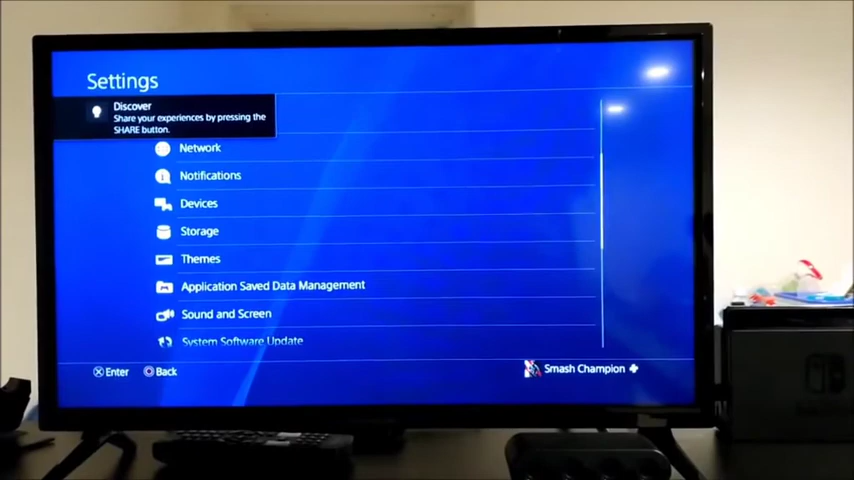 Settings
Discover
Share your experiences by pressing the
SHARE button.
Network
Notifications
Devices
Storage
Themes
Application Saved Data Management
Sound and Screen
System Software Update
Enter Back Smash Champion